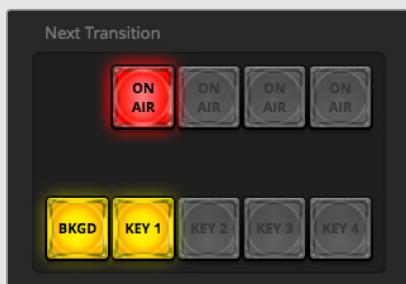 Next Transition
ON AIR ON AIR ON AIR ON AIR
BKGD KEY 1 KEY 2 KEY 3 KEY 4